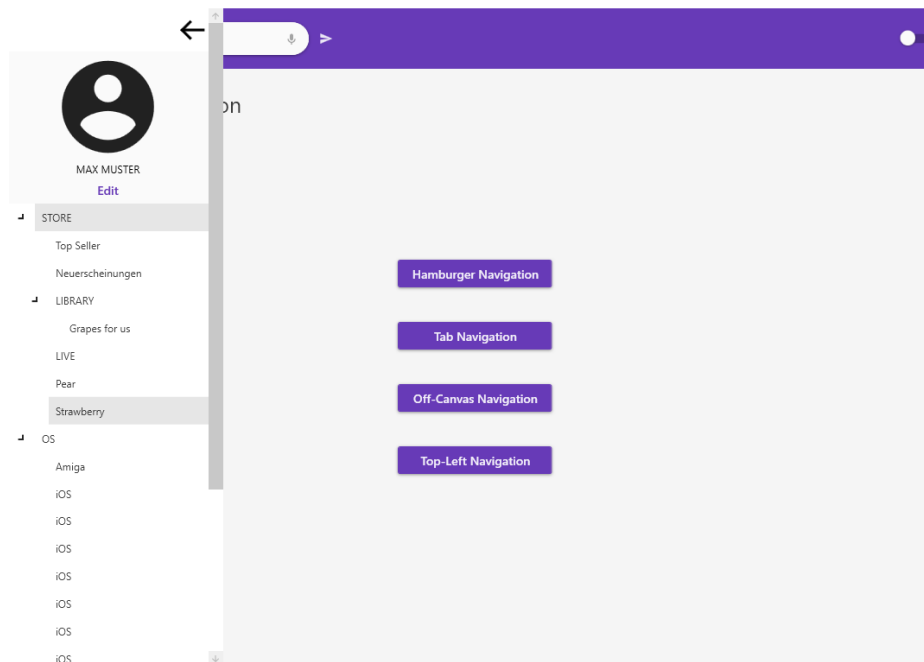 on
MAX MUSTER
Edit
STORE
Top Seller
Neuerscheinungen
LIBRARY
Grapes for us
LIVE
Pear
Strawberry
OS
Amiga
iOS
iOS
iOS
iOS
iOS
iOS
iOS
Hamburger Navigation
Tab Navigation
Off-Canvas Navigation
Top-Left Navigation